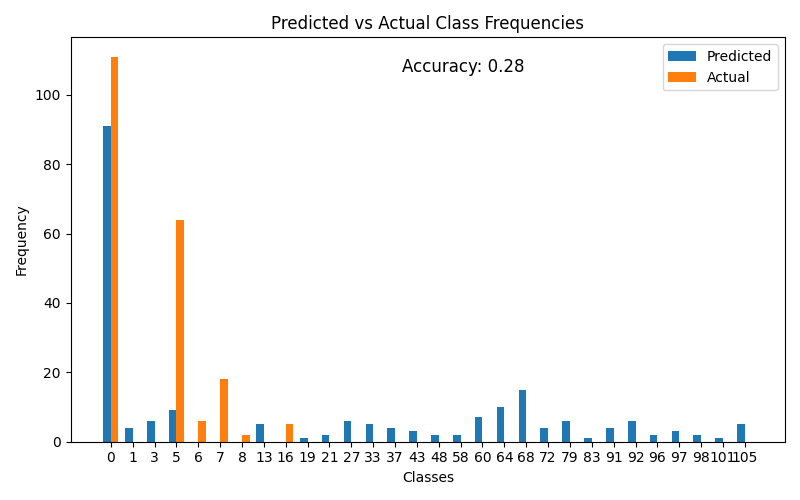 Predicted vs Actual Class Frequencies
Accuracy: 0.28
Predicted
Actual
Frequency
100
80
60
40
20
0
0 1 3 5 6 7 8 13 16 19 21 27 33 37 43 48 58 60 64 68 72 79 83 91 92 96 97 98 101 105
Classes